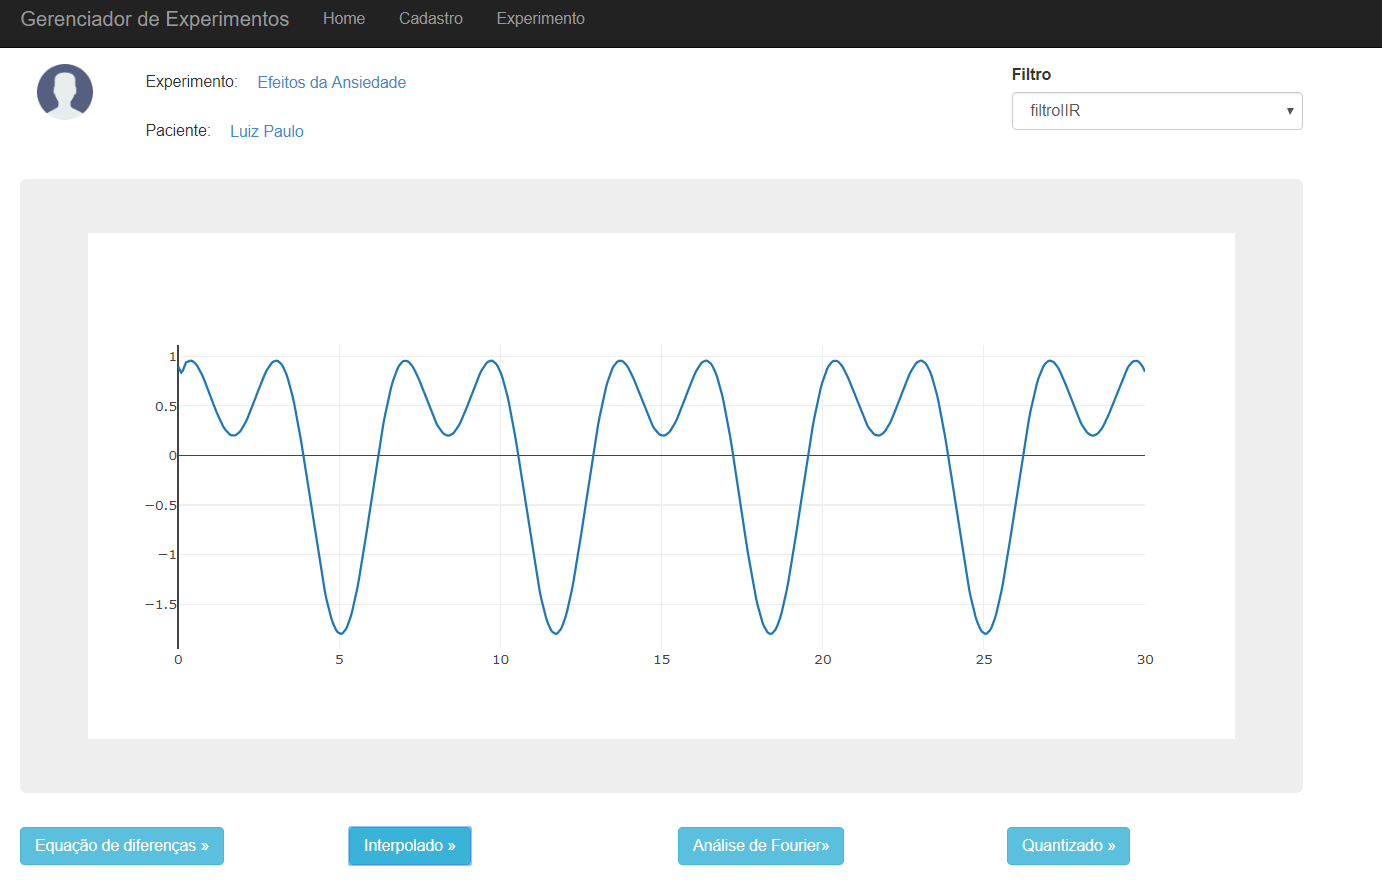 Gerenciador de Experimentos Home Cadastro Experimento
Experimento: Efeitos da Ansiedade
Paciente: Luiz Paulo
Filtro
filtroIIR
1
0.5
0
−0.5
−1
−1.5
0 5 10 15 20 25 30
Equação de diferenças »
Interpolado »
Análise de Fourier»
Quantizado »